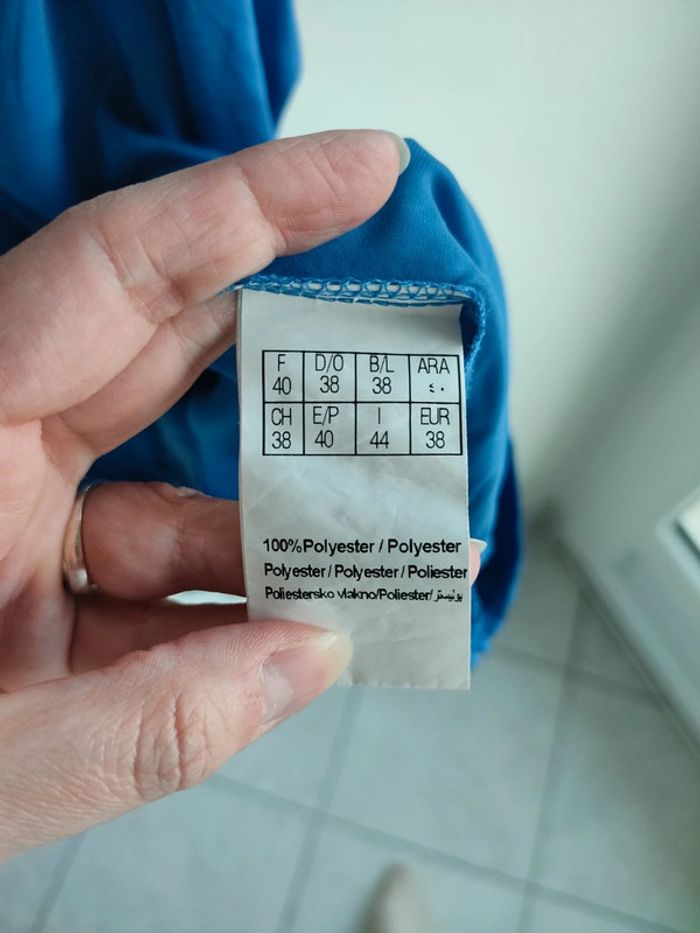 F D/O B/L ARA
40 38 38 ٤٠
CH E/P I EUR
38 40 44 38
100%Polyester / Polyester
Polyester / Polyester / Poliester
Poliestersko vlakno/Poliester/ پولیستر